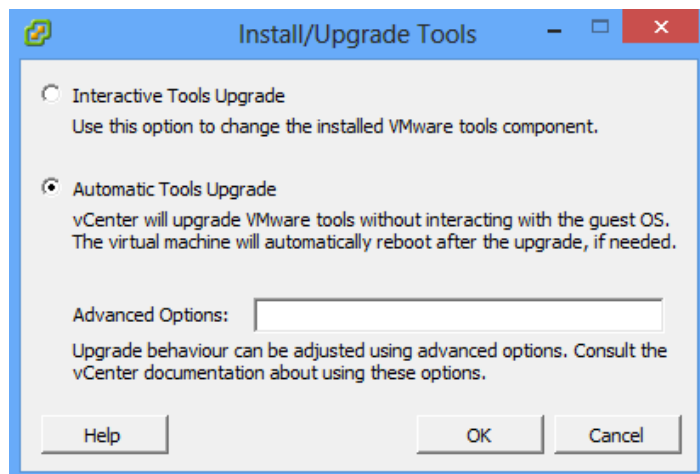 Install/Upgrade Tools
Interactive Tools Upgrade
Use this option to change the installed VMware tools component.
Automatic Tools Upgrade
vCenter will upgrade VMware tools without interacting with the guest OS.
The virtual machine will automatically reboot after the upgrade, if needed.
Advanced Options:
Upgrade behaviour can be adjusted using advanced options. Consult the
vCenter documentation about using these options.
Help OK Cancel